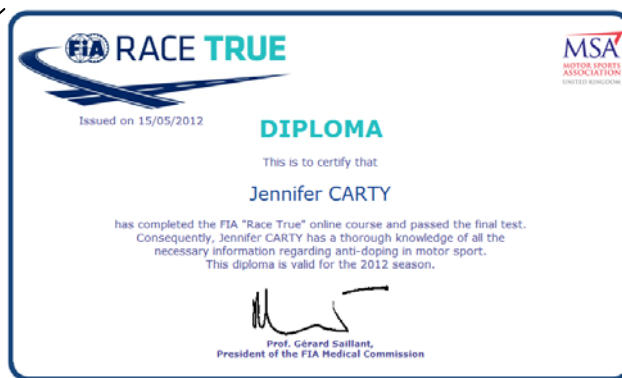 FIA RACE TRUE
MSA
MOTOR SPORTS
ASSOCIATION
UNITED KINGDOM
Issued on 15/05/2012
DIPLOMA
This is to certify that
Jennifer CARTY
has completed the FIA "Race True" online course and passed the final test.
Consequently, Jennifer CARTY has a thorough knowledge of all the
necessary information regarding anti-doping in motor sport.
This diploma is valid for the 2012 season.
Prof. Gérard Saillant,
President of the FIA Medical Commission